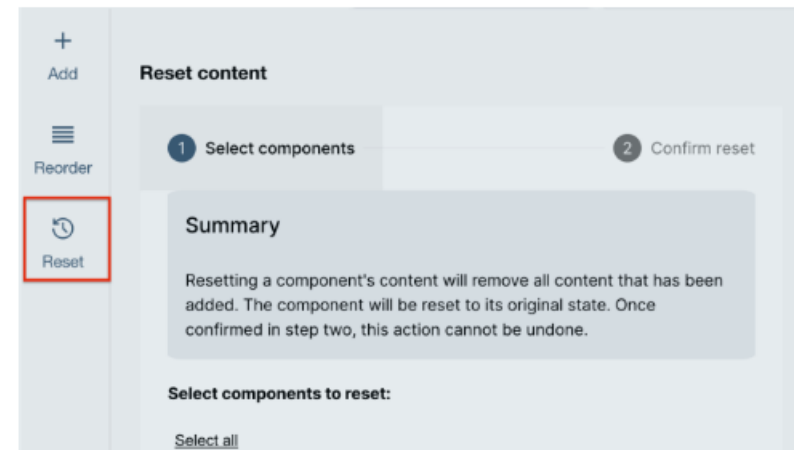 +
Add
Reorder
Reset
Reset content
1 Select components
2 Confirm reset
Summary
Resetting a component's content will remove all content that has been
added. The component will be reset to its original state. Once
confirmed in step two, this action cannot be undone.
Select components to reset:
Select all